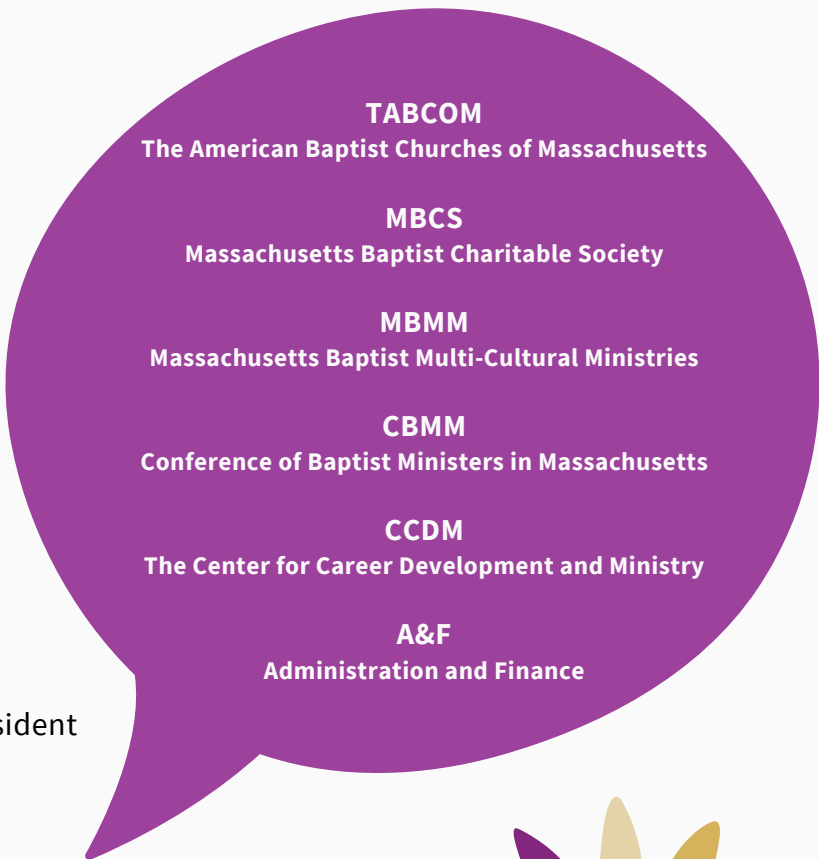 TABCOM
The American Baptist Churches of Massachusetts
MBCS
Massachusetts Baptist Charitable Society
MBMM
Massachusetts Baptist Multi-Cultural Ministries
CBMM
Conference of Baptist Ministers in Massachusetts
CCDM
The Center for Career Development and Ministry
A&F
Administration and Finance
sident